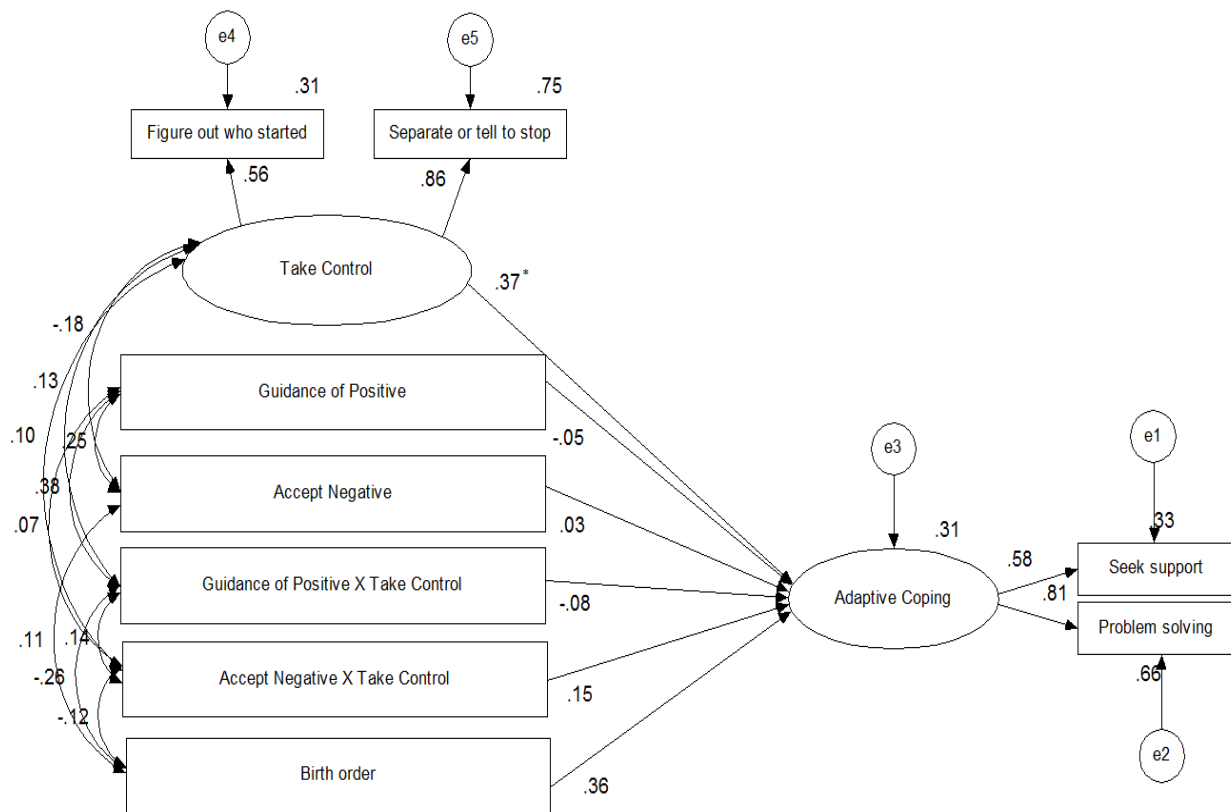 e4
e5
.31
.75
Figure out who started
Separate or tell to stop
.56
.86
Take Control
.37*
-.18
.13
Guidance of Positive
.10
.25
-.05
e3
e1
.38
Accept Negative
.07
.03
.31
.33
.58
Seek support
Guidance of Positive X Take Control
-.08
Adaptive Coping
.81
Problem solving
.11
.14
-.26
Accept Negative X Take Control
.15
.66
-.12
e2
Birth order
.36